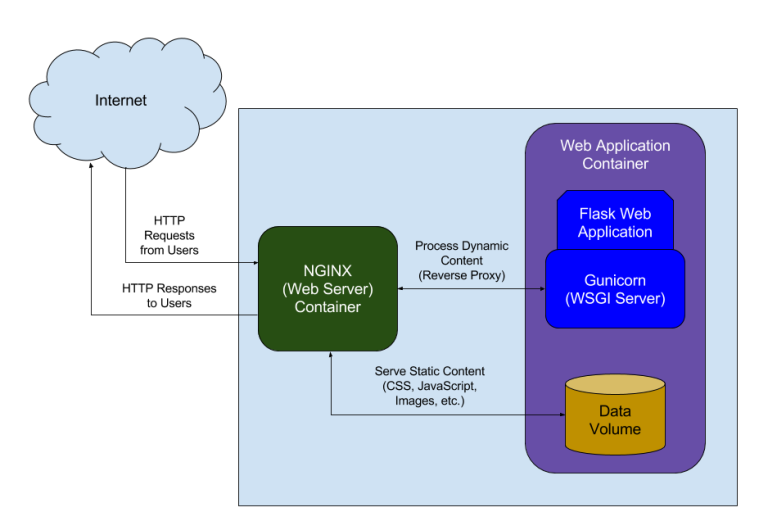 Internet
HTTP
Requests
from Users
HTTP Responses
to Users
NGINX
(Web Server)
Container
Process Dynamic
Content
(Reverse Proxy)
Serve Static Content
(CSS, JavaScript,
Images, etc.)
Web Application
Container
Flask Web
Application
Gunicorn
(WSGI Server)
Data
Volume